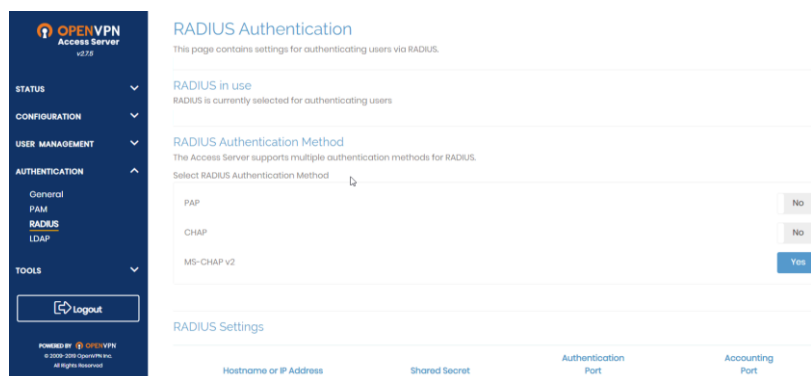 OPENVPN
Access Server
v2.7.6
STATUS
CONFIGURATION
USER MANAGEMENT
AUTHENTICATION
General
PAM
RADIUS
LDAP
TOOLS
Logout
POWERED BY OPENVPN
© 2009-2019 OpenVPN Inc.
All Rights Reserved
RADIUS Authentication
This page contains settings for authenticating users via RADIUS.
RADIUS in use
RADIUS is currently selected for authenticating users
RADIUS Authentication Method
The Access Server supports multiple authentication methods for RADIUS.
Select RADIUS Authentication Method
PAP No
CHAP No
MS-CHAP v2 Yes
RADIUS Settings
Hostname or IP Address Shared Secret Authentication Port Accounting Port